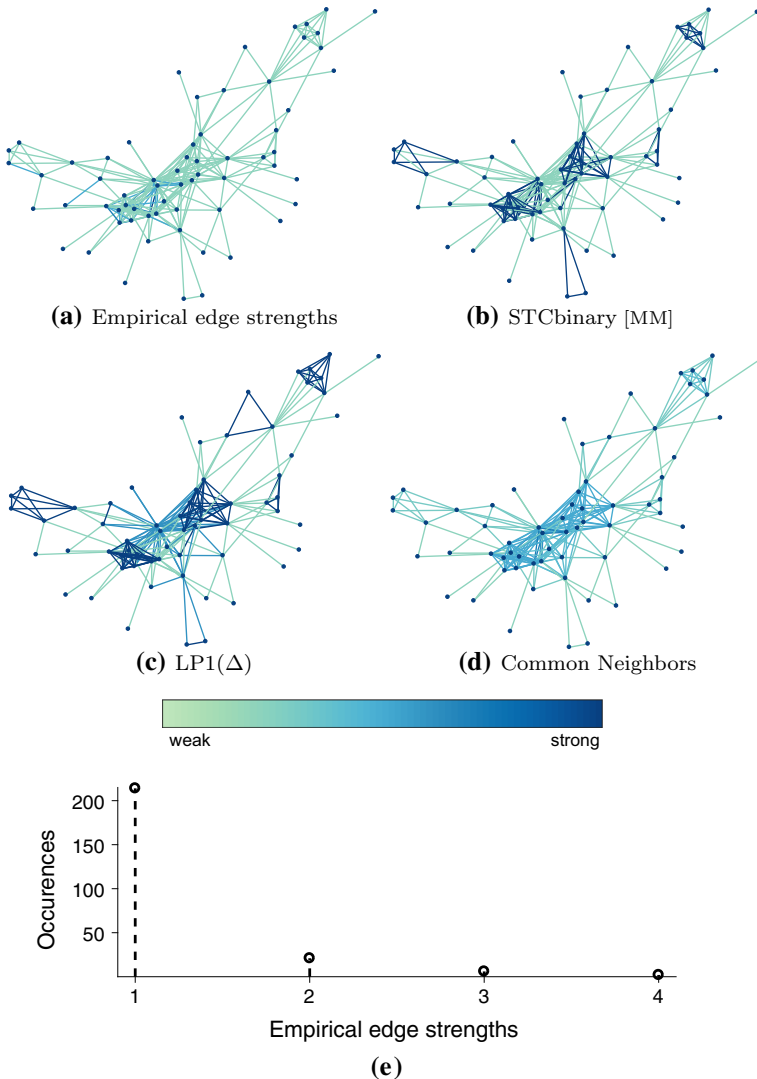 (a) Empirical edge strengths
(b) STCbinary [MM]
(c) LP1(Δ)
(d) Common Neighbors
weak
strong
200
150
100
50
Occurences
1
2
3
4
Empirical edge strengths
(e)